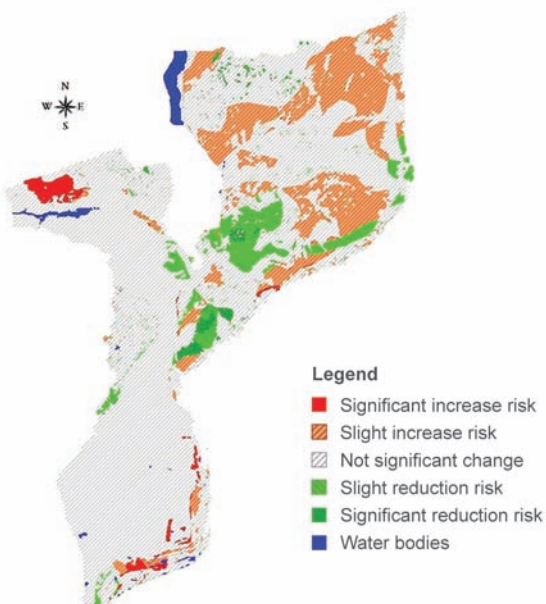 N
W E
S
Legend
Significant increase risk
Slight increase risk
Not significant change
Slight reduction risk
Significant reduction risk
Water bodies